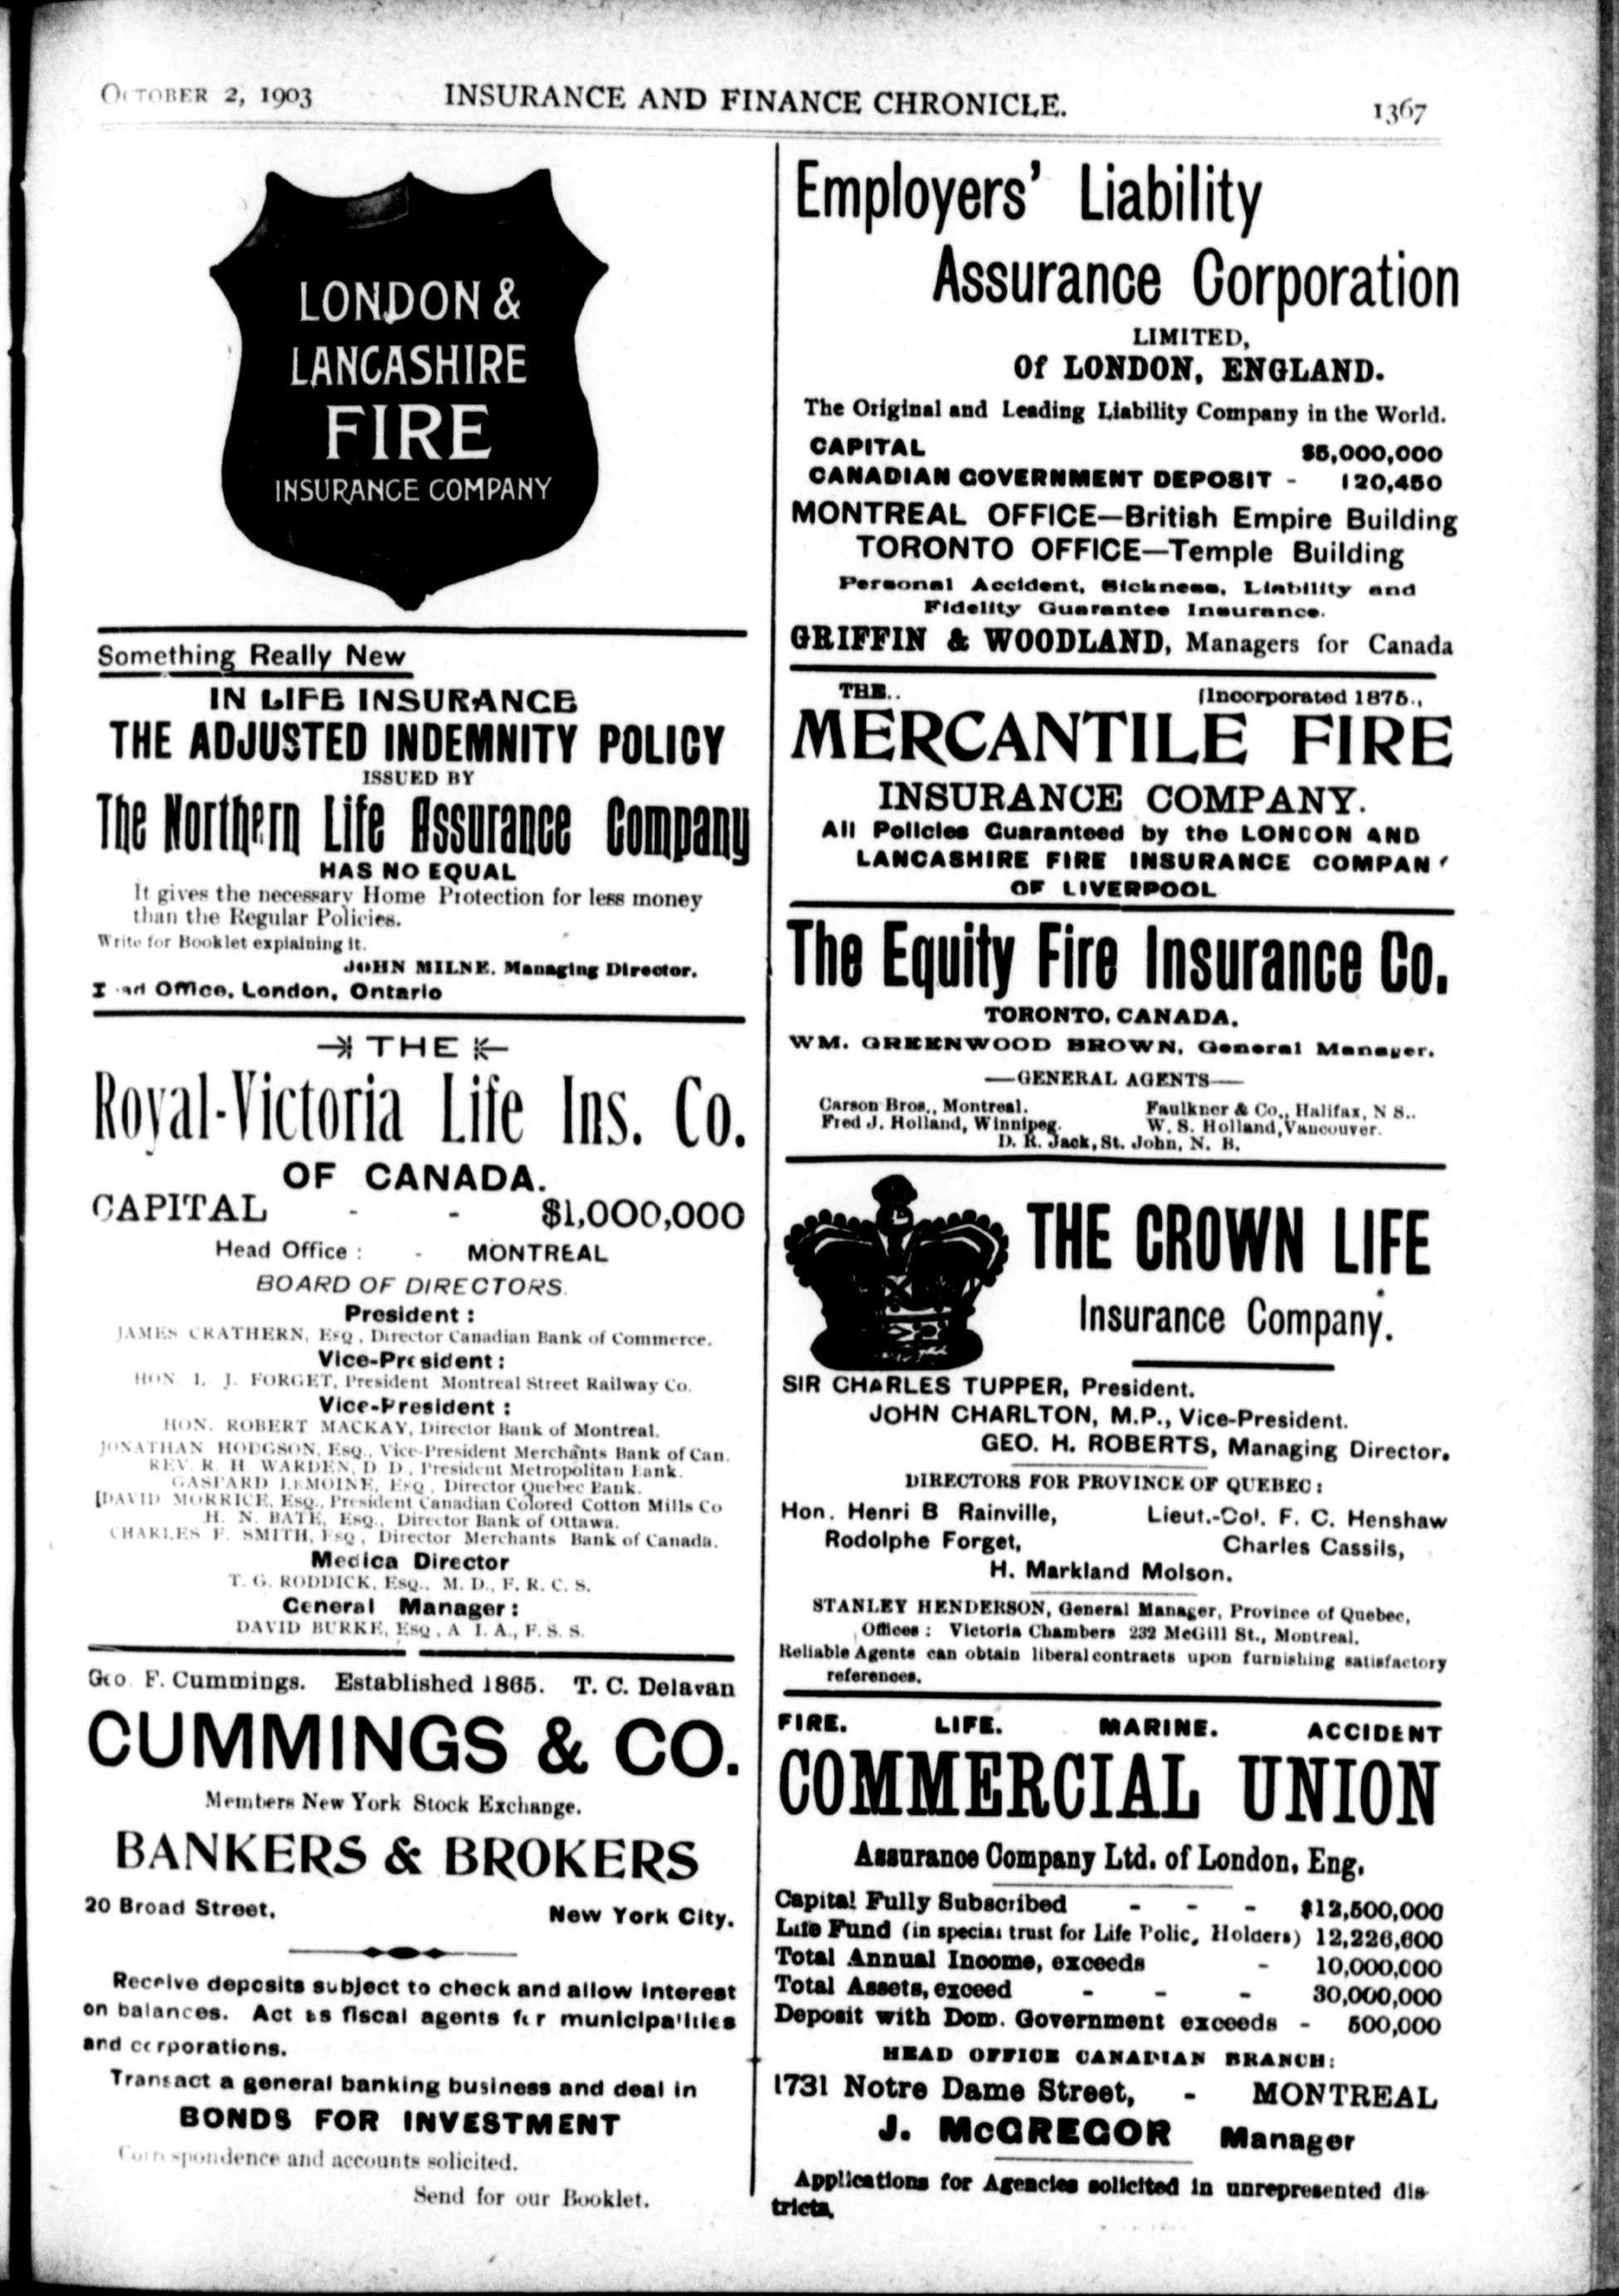 OCTOBER 2, 1903 INSURANCE AND FINANCE CHRONICLE. 1367
LONDON &
LANCASHIRE
FIRE
INSURANCE COMPANY
Something Really New
IN LIFE INSURANCE
THE ADJUSTED INDEMNITY POLICY
ISSUED BY
The Northern Life Assurance Company
HAS NO EQUAL
It gives the necessary Home Protection for less money
than the Regular Policies.
Write for Booklet explaining it.
JOHN MILNE, Managing Director.
Office, London, Ontario
THE
Royal-Victoria Life Ins. Co.
OF CANADA.
CAPITAL - - $1,000,000
Head Office : - MONTREAL
BOARD OF DIRECTORS.
President :
JAMES CRATHERN, Esq., Director Canadian Bank of Commerce.
Vice-President :
HON. L. J. FORGET, President Montreal Street Railway Co.
Vice-President :
HON. ROBERT MACKAY, Director Bank of Montreal.
JONATHAN HODGSON, Esq., Vice-President Merchants Bank of Can.
REV. R. H. WARDEN, D. D., President Metropolitan Bank.
GASPARD LEMOINE, Esq., Director Quebec Bank.
[DAVID MORRICE, Esq., President Canadian Colored Cotton Mills Co
H. N. BATE, Esq., Director Bank of Ottawa.
CHARLES F. SMITH, Esq., Director Merchants Bank of Canada.
Medica Director
T. G. RODDICK, Esq., M. D., F. R. C. S.
General Manager :
DAVID BURKE, Esq., A. I. A., F. S. S.
Geo. F. Cummings. Established 1865. T. C. Delavan
CUMMINGS & CO.
Members New York Stock Exchange.
BANKERS & BROKERS
20 Broad Street, New York City.
Receive deposits subject to check and allow interest
on balances. Act as fiscal agents for municipalities
and corporations.
Transact a general banking business and deal in
BONDS FOR INVESTMENT
Correspondence and accounts solicited.
Send for our Booklet.
Employers' Liability
Assurance Corporation
LIMITED,
Of LONDON, ENGLAND.
The Original and Leading Liability Company in the World.
CAPITAL $5,000,000
CANADIAN GOVERNMENT DEPOSIT - 120,450
MONTREAL OFFICE—British Empire Building
TORONTO OFFICE—Temple Building
Personal Accident, Sickness, Liability and
Fidelity Guarantee Insurance.
GRIFFIN & WOODLAND, Managers for Canada
THE.. (Incorporated 1875.,
MERCANTILE FIRE
INSURANCE COMPANY.
All Policies Guaranteed by the LONDON AND
LANCASHIRE FIRE INSURANCE COMPANY
OF LIVERPOOL
The Equity Fire Insurance Co.
TORONTO, CANADA.
WM. GREENWOOD BROWN, General Manager.
—GENERAL AGENTS—
Carson Bros., Montreal. Faulkner & Co., Halifax, N S..
Fred J. Holland, Winnipeg. W. S. Holland, Vancouver.
D. R. Jack, St. John, N. B.
THE CROWN LIFE
Insurance Company.
SIR CHARLES TUPPER, President.
JOHN CHARLTON, M.P., Vice-President.
GEO. H. ROBERTS, Managing Director.
DIRECTORS FOR PROVINCE OF QUEBEC :
Hon. Henri B Rainville, Lieut.-Col. F. C. Henshaw
Rodolphe Forget, Charles Cassils,
H. Markland Molson.
STANLEY HENDERSON, General Manager, Province of Quebec,
Offices : Victoria Chambers 232 McGill St., Montreal.
Reliable Agents can obtain liberal contracts upon furnishing satisfactory
references.
FIRE. LIFE. MARINE. ACCIDENT
COMMERCIAL UNION
Assurance Company Ltd. of London, Eng.
Capital Fully Subscribed - - - $12,500,000
Life Fund (in special trust for Life Polic, Holders) 12,226,600
Total Annual Income, exceeds - 10,000,000
Total Assets, exceed - - - 30,000,000
Deposit with Dom. Government exceeds - 500,000
HEAD OFFICE CANADIAN BRANCH:
1731 Notre Dame Street, - MONTREAL
J. McGREGOR Manager
Applications for Agencies solicited in unrepresented dis-
tricts.